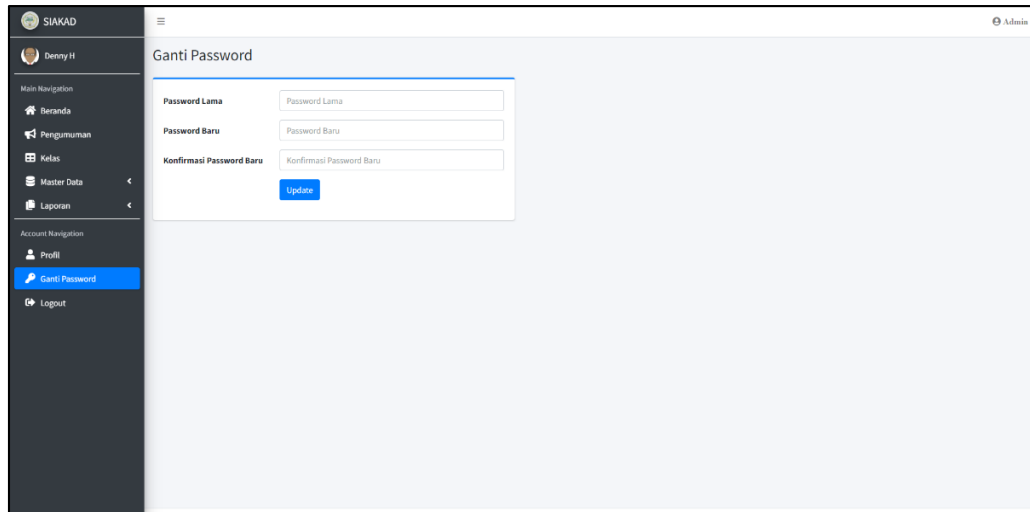 SIAKAD
Admin
Denny H
Main Navigation
Beranda
Pengumuman
Kelas
Master Data
Laporan
Account Navigation
Profil
Ganti Password
Logout
Ganti Password
Password Lama Password Lama
Password Baru Password Baru
Konfirmasi Password Baru Konfirmasi Password Baru
Update